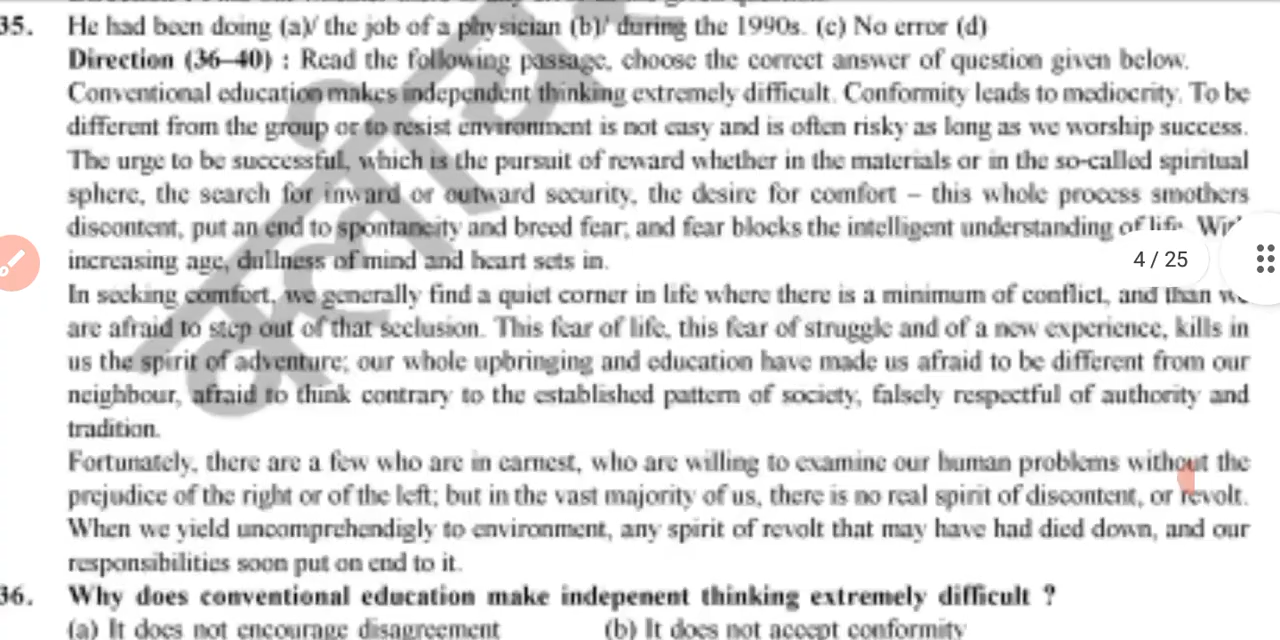 35. He had been doing (a)/ the job of a physician (b)/ during the 1990s. (c) No error (d)
Direction (36–40) : Read the following passage, choose the correct answer of question given below.
Conventional education makes independent thinking extremely difficult. Conformity leads to mediocrity. To be
different from the group or to resist environment is not easy and is often risky as long as we worship success.
The urge to be successful, which is the pursuit of reward whether in the materials or in the so-called spiritual
sphere, the search for inward or outward security, the desire for comfort – this whole process smothers
discontent, put an end to spontaneity and breed fear; and fear blocks the intelligent understanding of life.
increasing age, dullness of mind and heart sets in.
4 / 25
In seeking comfort, we generally find a quiet corner in life where there is a minimum of conflict, and than
are afraid to step out of that seclusion. This fear of life, this fear of struggle and of a new experience, kills in
us the spirit of adventure; our whole upbringing and education have made us afraid to be different from our
neighbour, afraid to think contrary to the established pattern of society, falsely respectful of authority and
tradition.
Fortunately, there are a few who are in earnest, who are willing to examine our human problems without the
prejudice of the right or of the left; but in the vast majority of us, there is no real spirit of discontent, or revolt.
When we yield uncomprehendigly to environment, any spirit of revolt that may have had died down, and our
responsibilities soon put on end to it.
36. Why does conventional education make indepenent thinking extremely difficult ?
(a) It does not encourage disagreement (b) It does not accept conformity